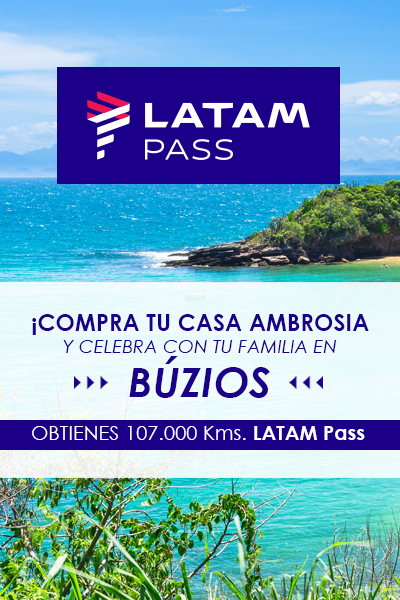 LATAM
PASS
¡COMPRA TU CASA AMBROSIA
Y CELEBRA CON TU FAMILIA EN
BÚZIOS
OBTIENES 107.000 Kms. LATAM Pass